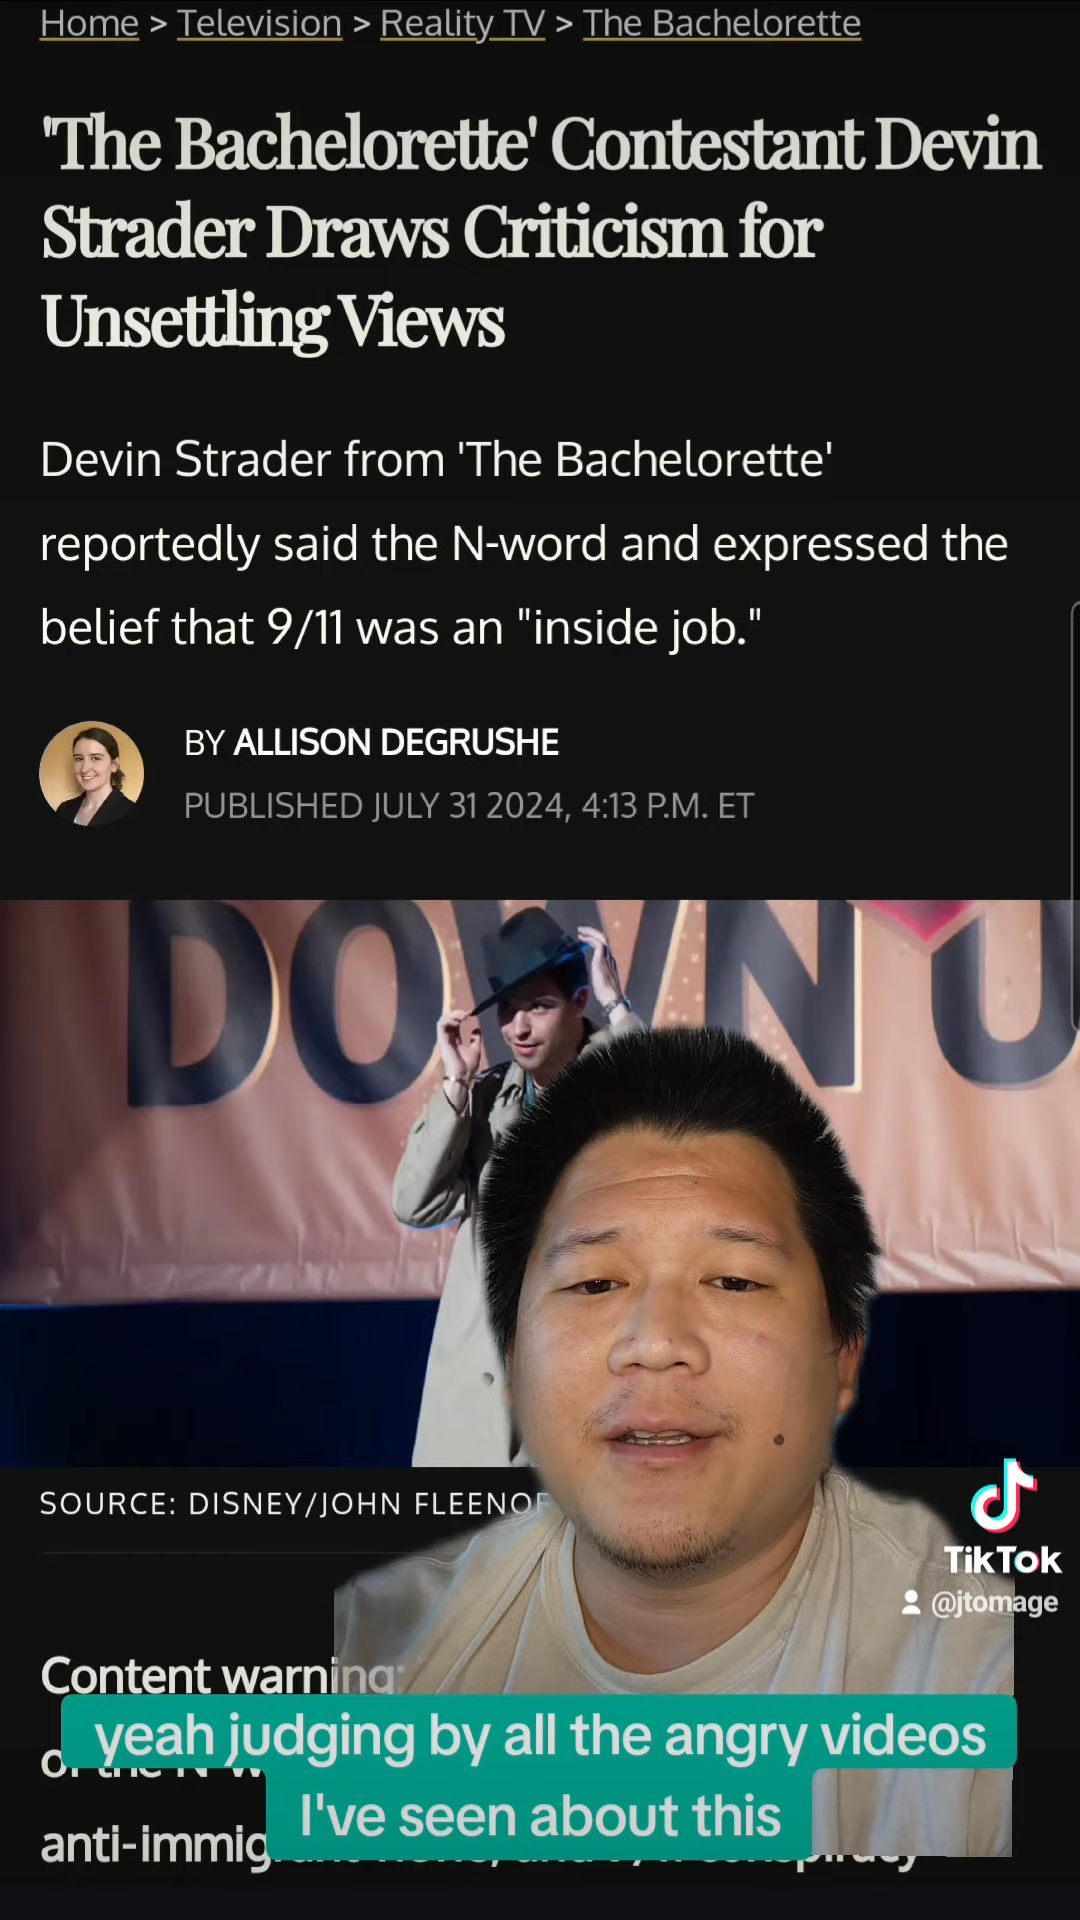 Home > Television > Reality TV > The Bachelorette
'The Bachelorette' Contestant Devin
Strader Draws Criticism for
Unsettling Views
Devin Strader from 'The Bachelorette'
reportedly said the N-word and expressed the
belief that 9/11 was an "inside job."
BY ALLISON DEGRUSHE
PUBLISHED JULY 31 2024, 4:13 P.M. ET
DOWN U
SOURCE: DISNEY/JOHN FLEENOR
TikTok
@jtomage
Content warning:
yeah judging by all the angry videos
I've seen about this
anti-immig